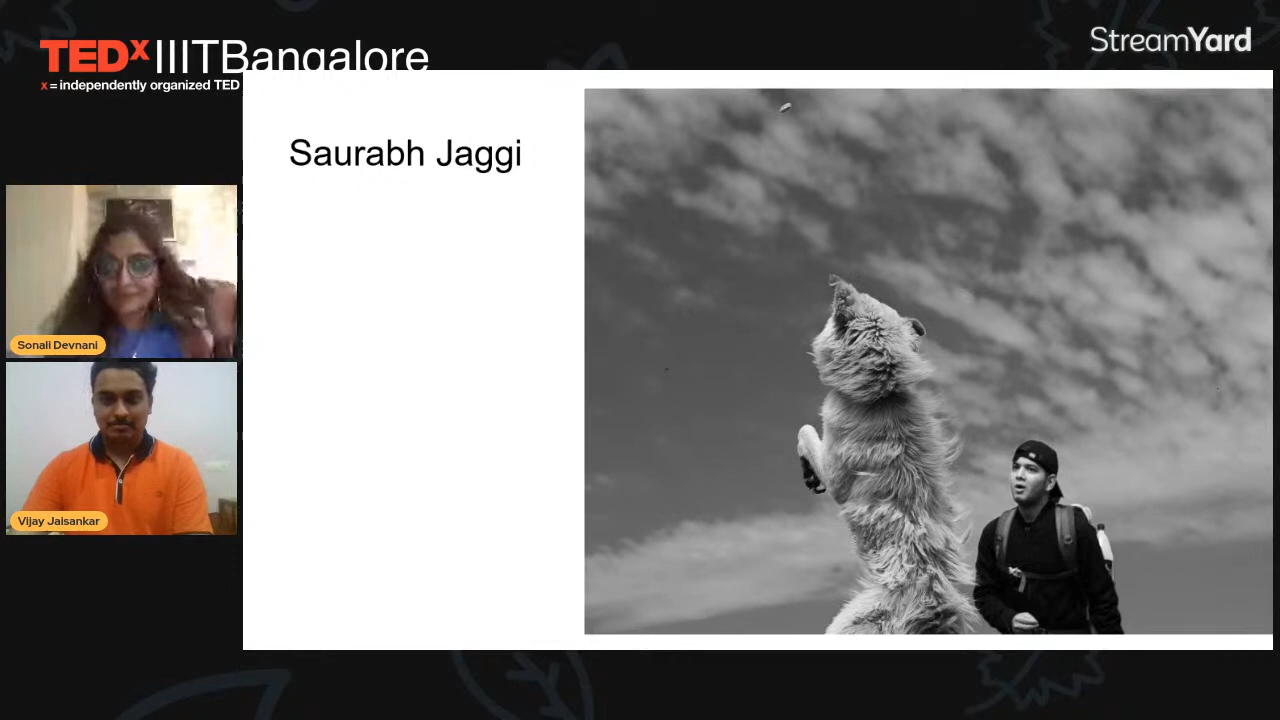 TEDxIIITBangalore
x = independently organized TED
StreamYard
Saurabh Jaggi
Sonali Devnani
Vijay Jaisankar